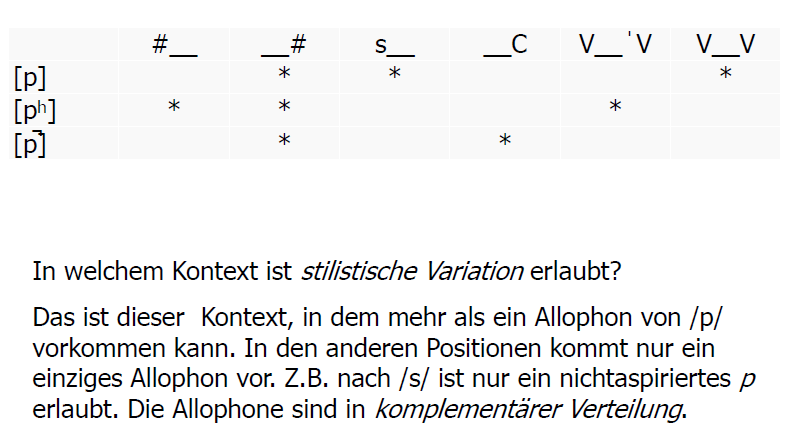 #__ __# s__ __C V__ˈV V__V
[p] * * *
[pʰ] * * *
[p̚] * *
In welchem Kontext ist stilistische Variation erlaubt?
Das ist dieser Kontext, in dem mehr als ein Allophon von /p/
vorkommen kann. In den anderen Positionen kommt nur ein
einziges Allophon vor. Z.B. nach /s/ ist nur ein nichtaspiriertes p
erlaubt. Die Allophone sind in komplementärer Verteilung.